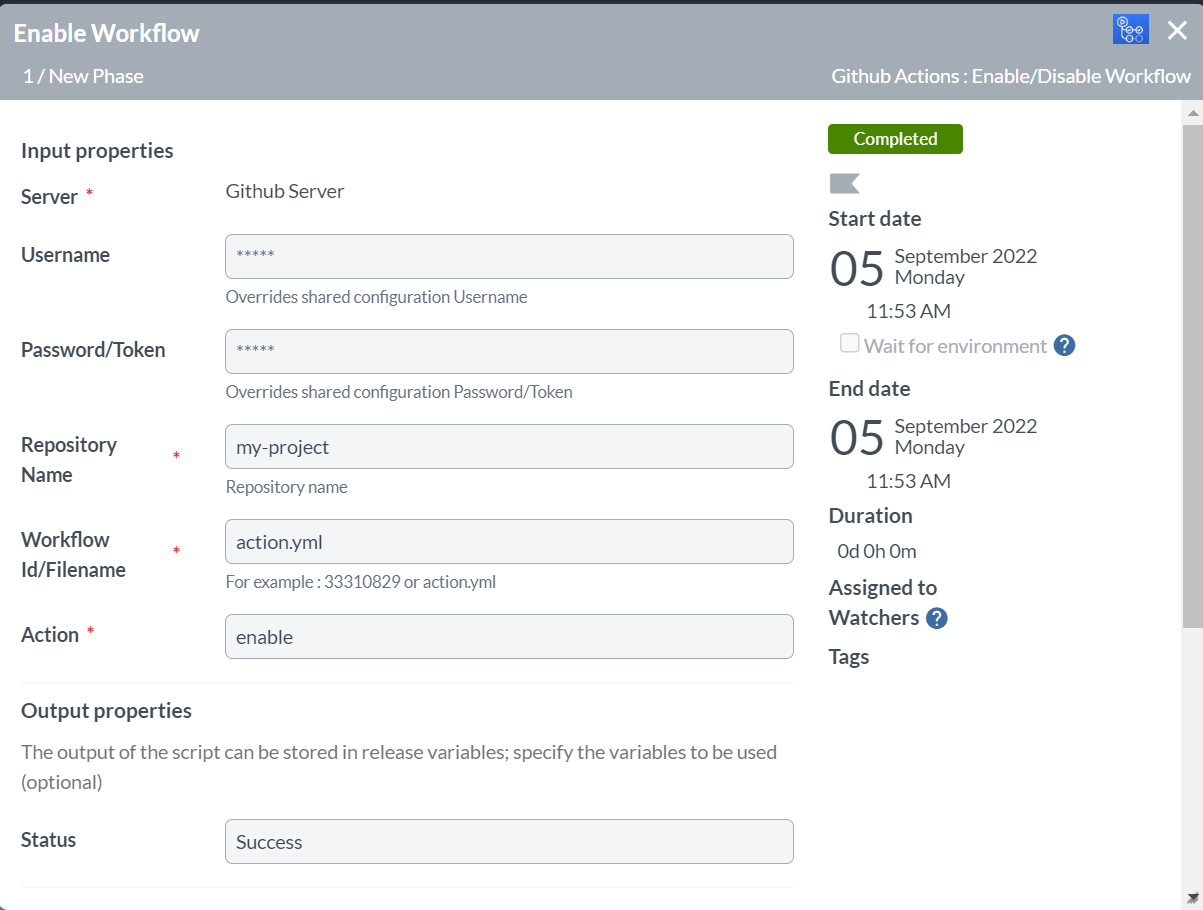 Enable Workflow
1 / New Phase
Github Actions : Enable/Disable Workflow
Input properties
Server *
Github Server
Username
*****
Overrides shared configuration Username
Password/Token
*****
Overrides shared configuration Password/Token
Repository
Name *
my-project
Repository name
Workflow
Id/Filename *
action.yml
For example : 33310829 or action.yml
Action *
enable
Output properties
The output of the script can be stored in release variables; specify the variables to be used
(optional)
Status
Success
Completed
Start date
05
September 2022
Monday
11:53 AM
Wait for environment ?
End date
05
September 2022
Monday
11:53 AM
Duration
0d 0h 0m
Assigned to
Watchers ?
Tags